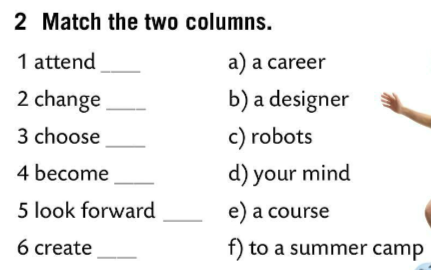 2 Match the two columns.
1 attend ____ a) a career
2 change ____ b) a designer
3 choose ____ c) robots
4 become ____ d) your mind
5 look forward ____ e) a course
6 create ____ f) to a summer camp